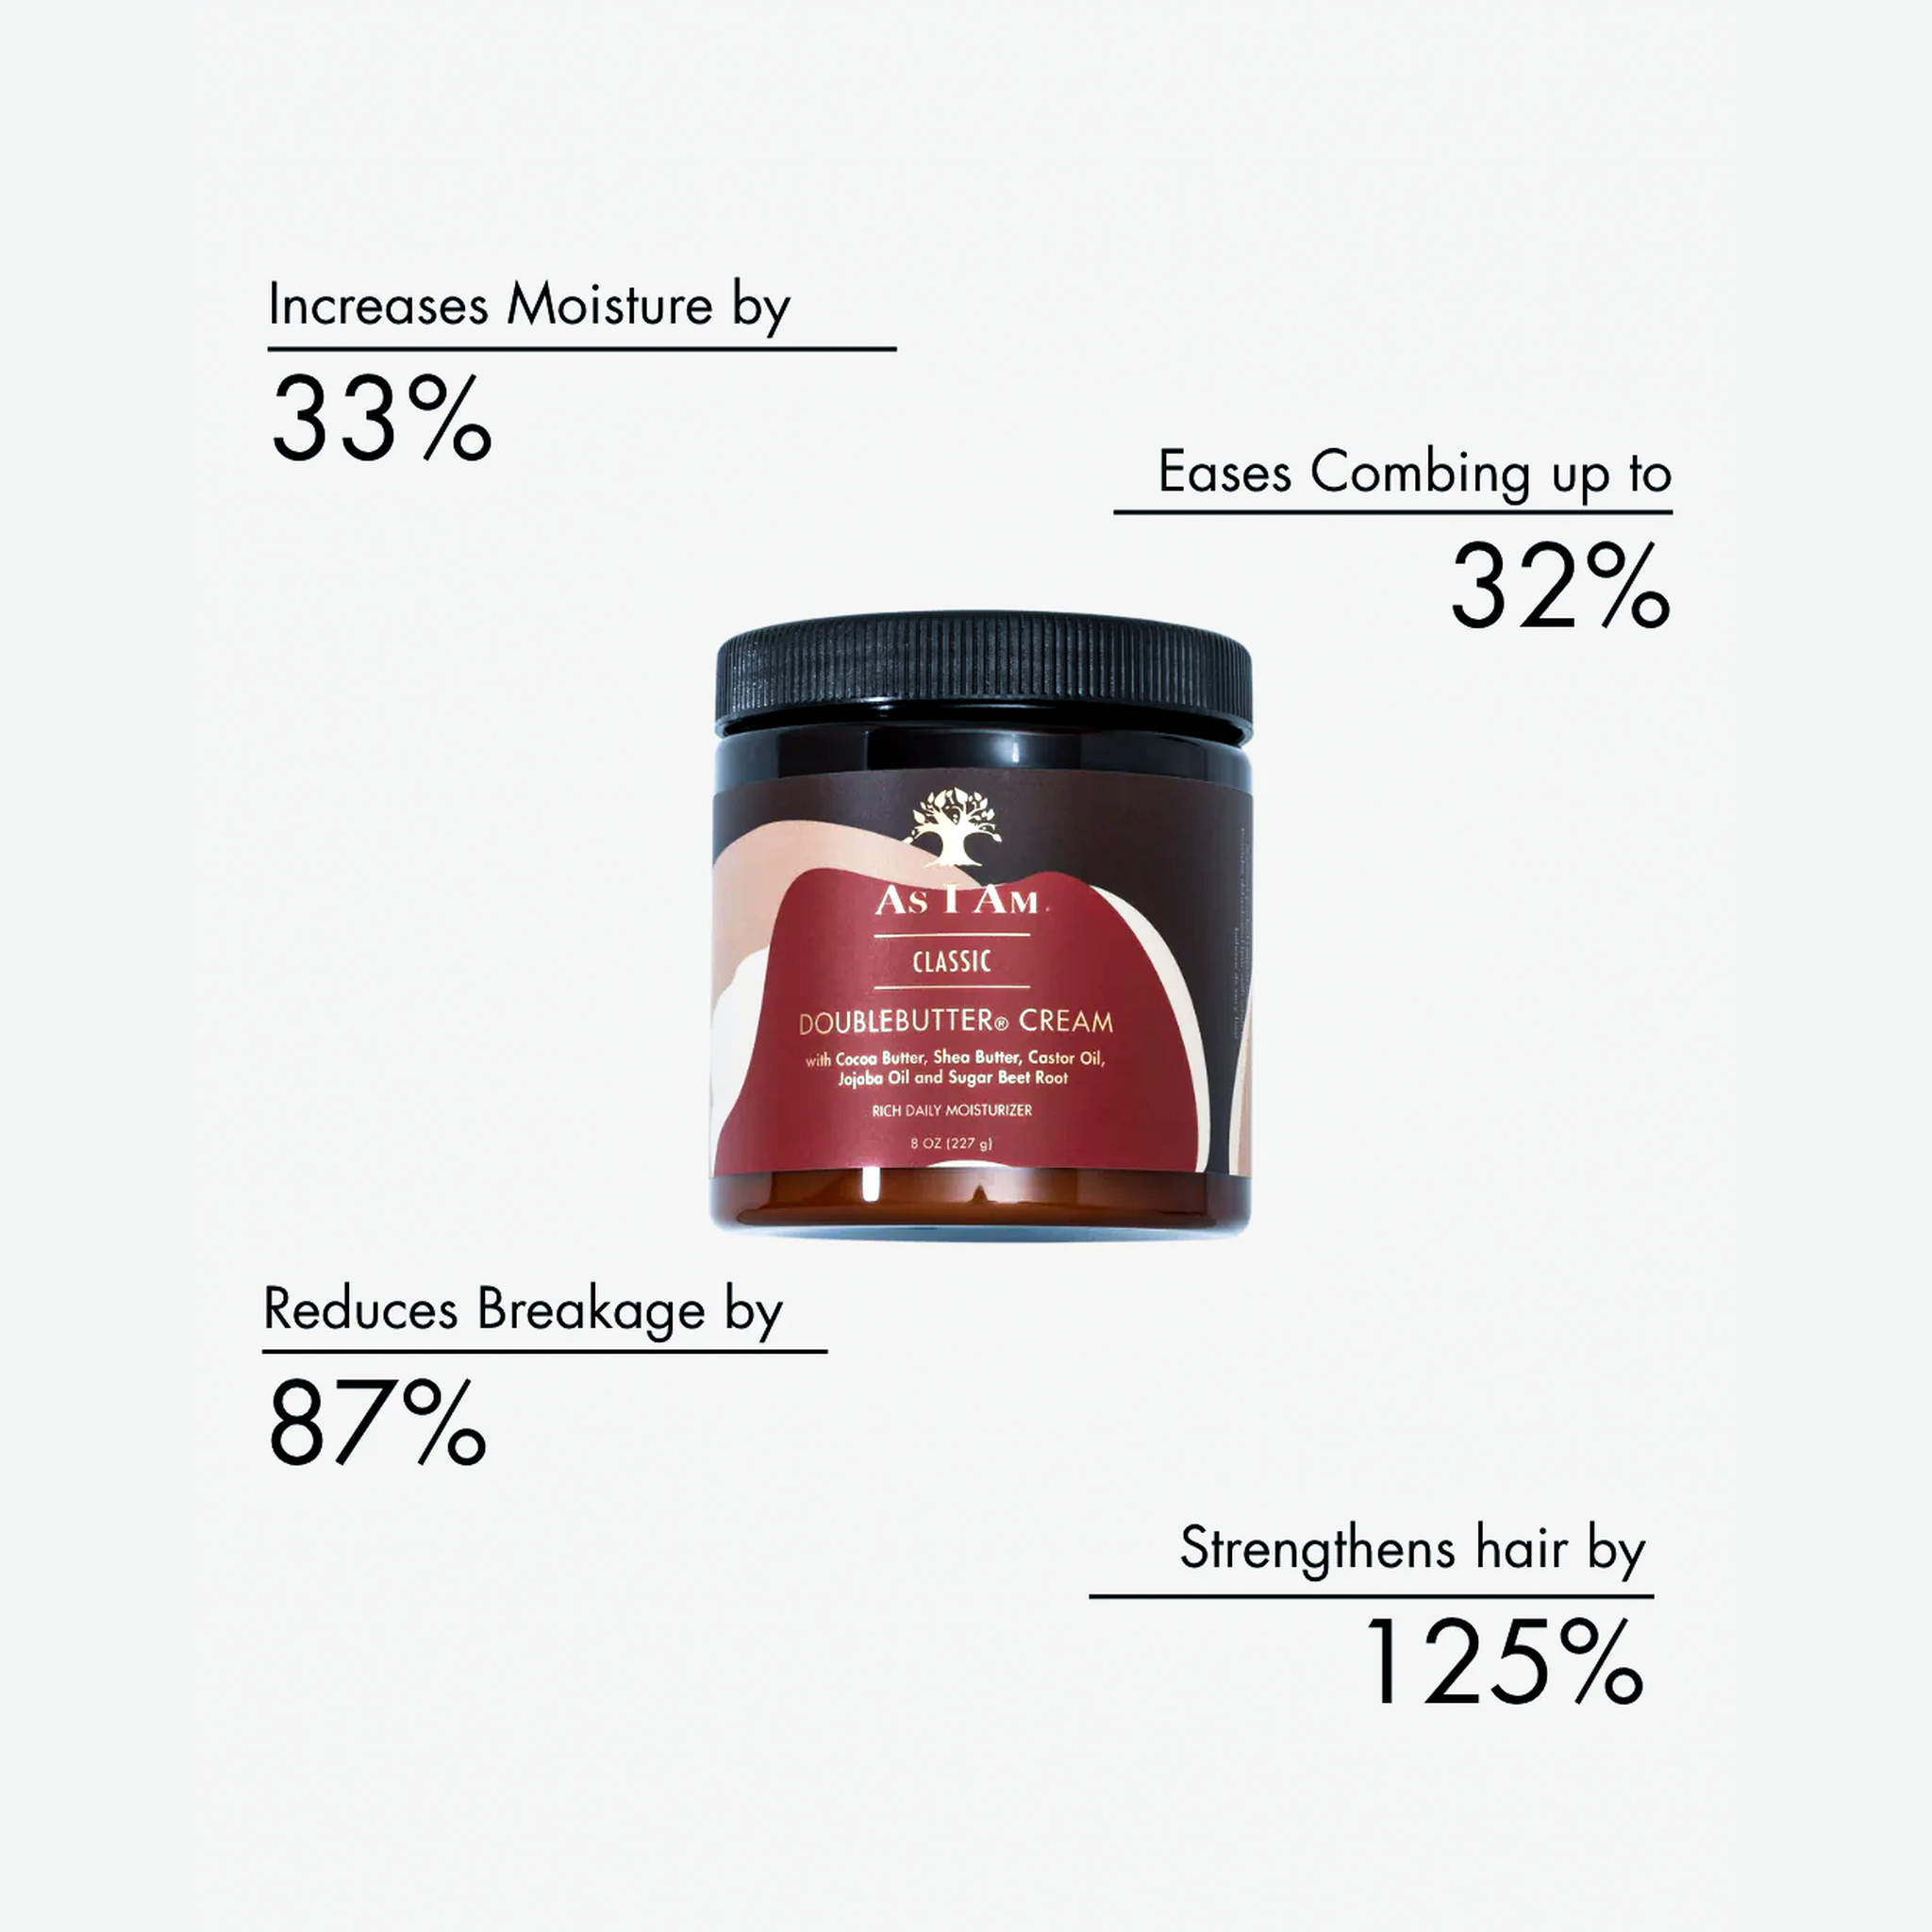 Increases Moisture by
33%
Eases Combing up to
32%
AS I AM
CLASSIC
DOUBLEBUTTER® CREAM
with Cocoa Butter, Shea Butter, Castor Oil,
Jojoba Oil and Sugar Beet Root
RICH DAILY MOISTURIZER
8 OZ (227 g)
Reduces Breakage by
87%
Strengthens hair by
125%